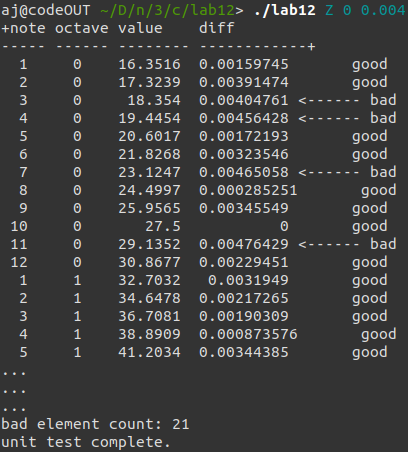 aj@codeOUT ~/D/n/3/c/lab12> ./lab12 Z 0 0.004
+note octave value    diff
----- ------ -------- ------------+
  1     0     16.3516  0.00159745       good
  2     0     17.3239  0.00391474       good
  3     0      18.354  0.00404761 <------ bad
  4     0     19.4454  0.00456428 <------ bad
  5     0     20.6017  0.00172193       good
  6     0     21.8268  0.00323546       good
  7     0     23.1247  0.00465058 <------ bad
  8     0     24.4997  0.000285251       good
  9     0     25.9565  0.00345549       good
 10     0        27.5           0       good
 11     0     29.1352  0.00476429 <------ bad
 12     0     30.8677  0.00229451       good
  1     1     32.7032   0.0031949       good
  2     1     34.6478  0.00217265       good
  3     1     36.7081  0.00190309       good
  4     1     38.8909  0.000873576       good
  5     1     41.2034  0.00344385       good
...
...
...
bad element count: 21
unit test complete.